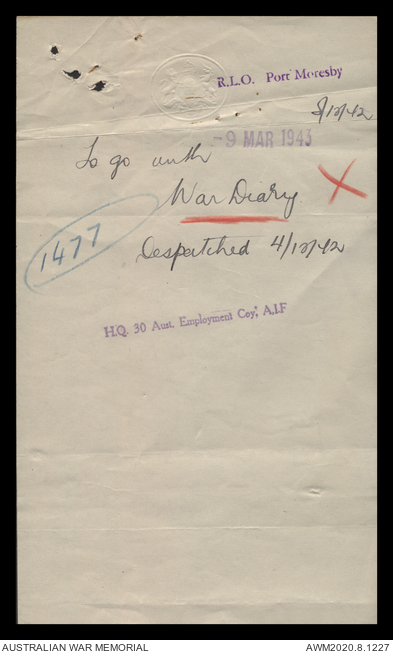 R.L.O. Port Moresby
8/12/42
-9 MAR 1943
To go with
War Diary
X
1477
Despatched 4/12/42
H.Q. 30 Aust. Employment Coy; A.I.F
AUSTRALIAN WAR MEMORIAL
AWM2020.8.1227